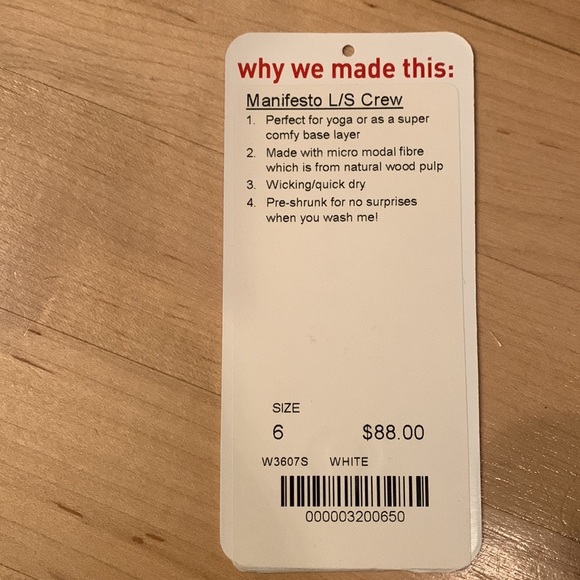 why we made this:
Manifesto L/S Crew
1. Perfect for yoga or as a super
comfy base layer
2. Made with micro modal fibre
which is from natural wood pulp
3. Wicking/quick dry
4. Pre-shrunk for no surprises
when you wash me!
SIZE
6 $88.00
W3607S WHITE
000003200650